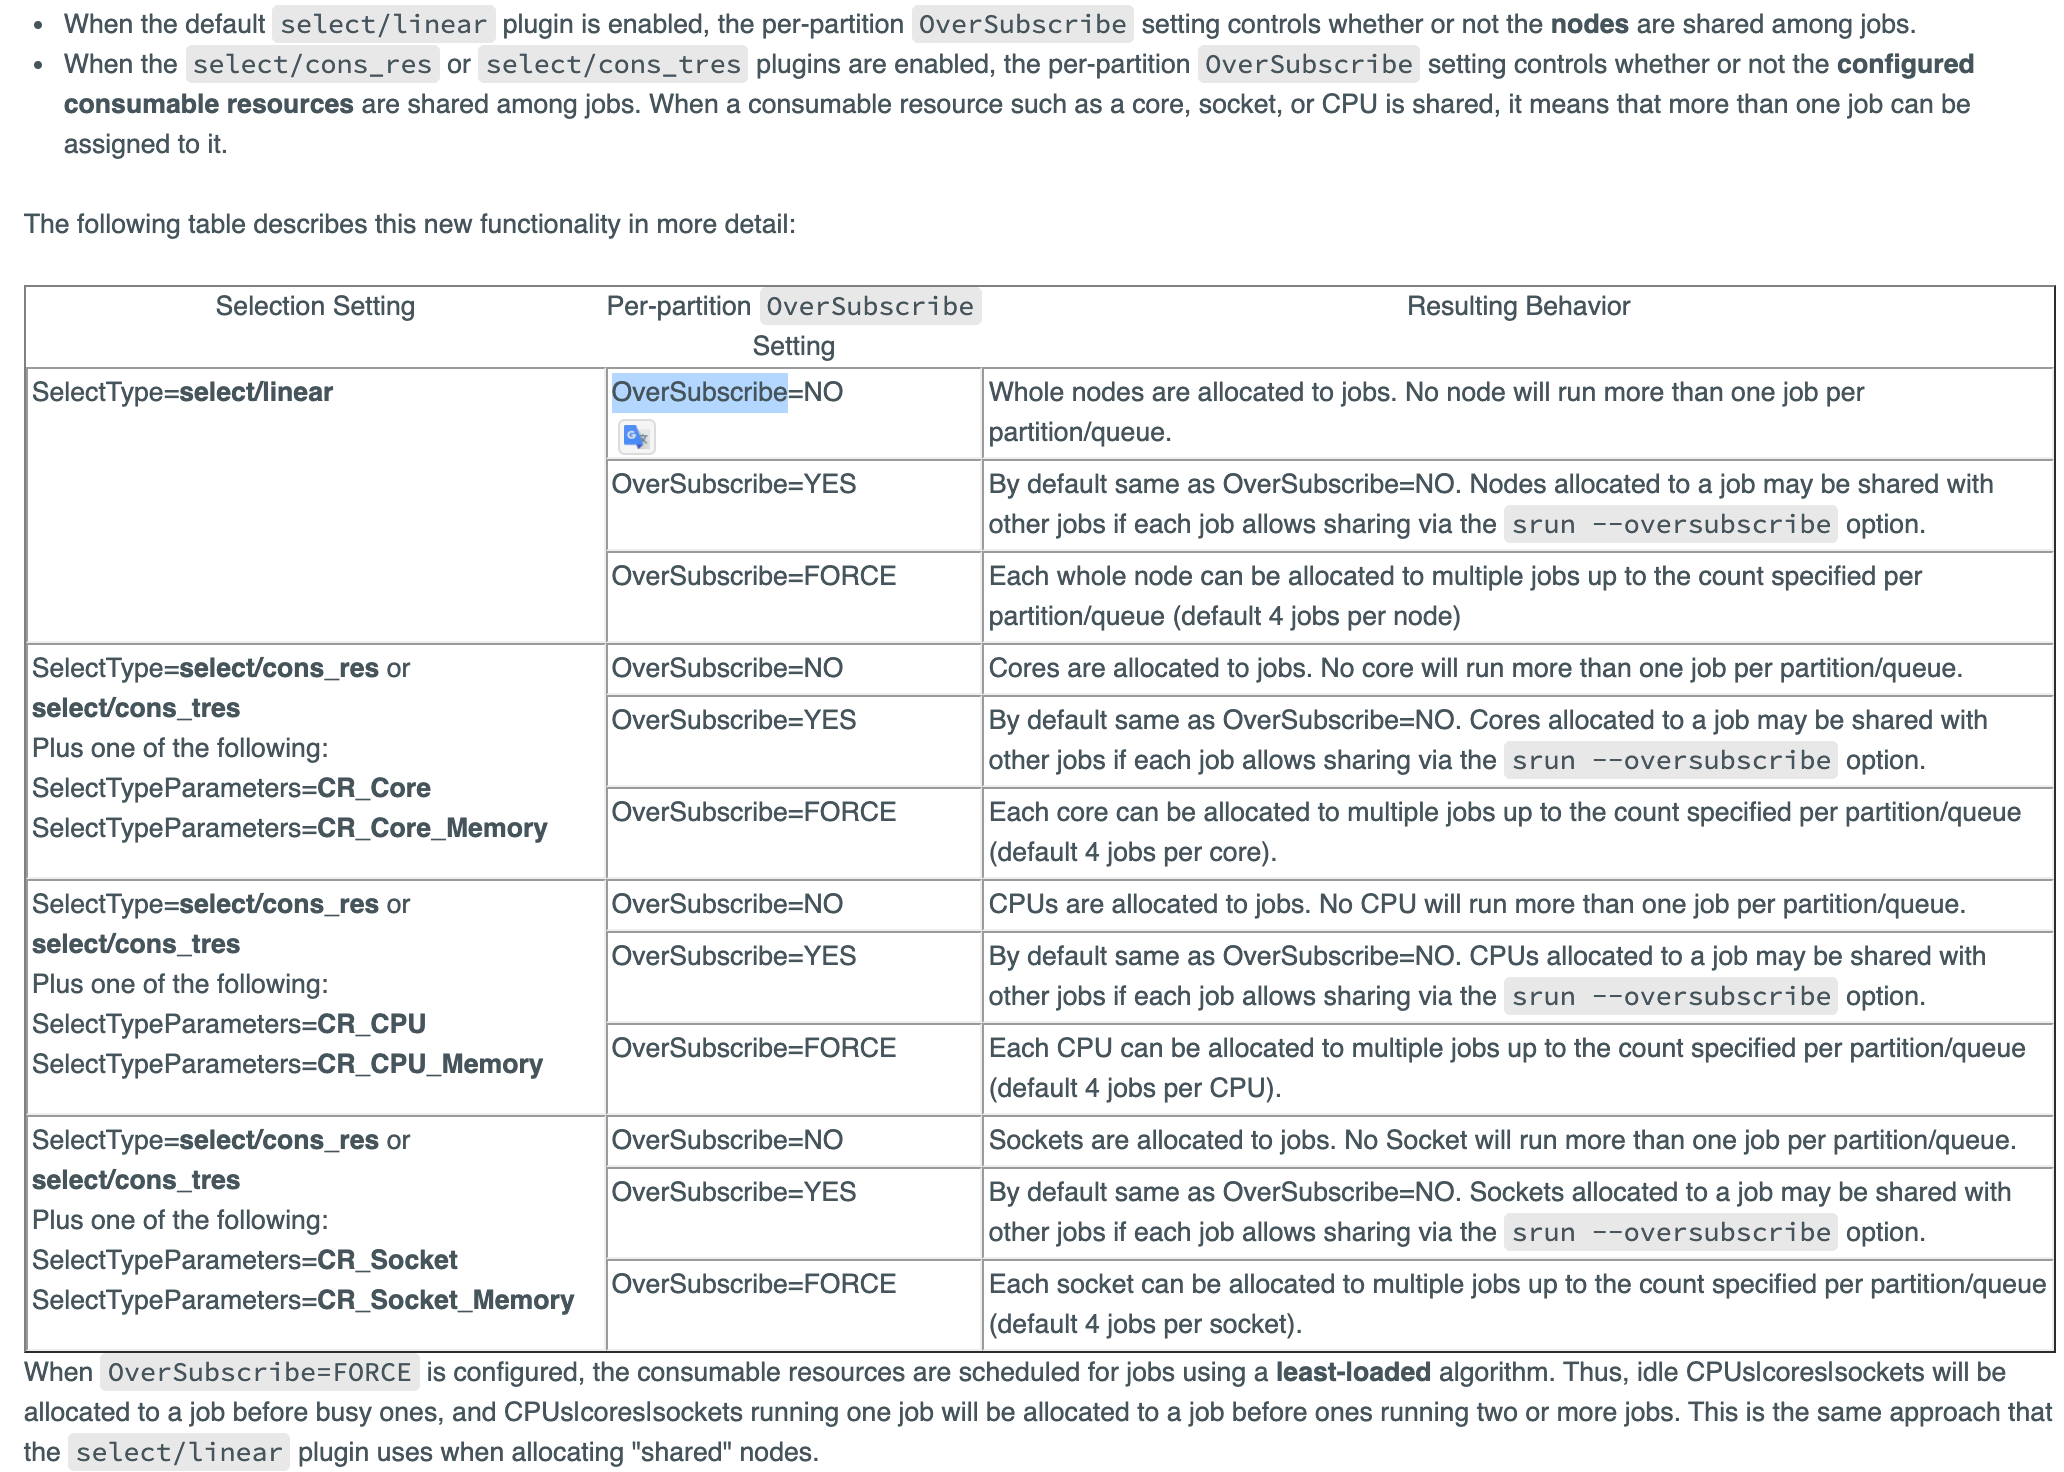 • When the default select/linear plugin is enabled, the per-partition OverSubscribe setting controls whether or not the nodes are shared among jobs.
• When the select/cons_res or select/cons_tres plugins are enabled, the per-partition OverSubscribe setting controls whether or not the configured
consumable resources are shared among jobs. When a consumable resource such as a core, socket, or CPU is shared, it means that more than one job can be
assigned to it.
The following table describes this new functionality in more detail:
Selection Setting
Per-partition OverSubscribe
Setting
Resulting Behavior
SelectType=select/linear
OverSubscribe=NO
Whole nodes are allocated to jobs. No node will run more than one job per
partition/queue.
OverSubscribe=YES
By default same as OverSubscribe=NO. Nodes allocated to a job may be shared with
other jobs if each job allows sharing via the srun --oversubscribe option.
OverSubscribe=FORCE
Each whole node can be allocated to multiple jobs up to the count specified per
partition/queue (default 4 jobs per node)
SelectType=select/cons_res or
select/cons_tres
Plus one of the following:
SelectTypeParameters=CR_Core
SelectTypeParameters=CR_Core_Memory
OverSubscribe=NO
Cores are allocated to jobs. No core will run more than one job per partition/queue.
OverSubscribe=YES
By default same as OverSubscribe=NO. Cores allocated to a job may be shared with
other jobs if each job allows sharing via the srun --oversubscribe option.
OverSubscribe=FORCE
Each core can be allocated to multiple jobs up to the count specified per partition/queue
(default 4 jobs per core).
SelectType=select/cons_res or
select/cons_tres
Plus one of the following:
SelectTypeParameters=CR_CPU
SelectTypeParameters=CR_CPU_Memory
OverSubscribe=NO
CPUs are allocated to jobs. No CPU will run more than one job per partition/queue.
OverSubscribe=YES
By default same as OverSubscribe=NO. CPUs allocated to a job may be shared with
other jobs if each job allows sharing via the srun --oversubscribe option.
OverSubscribe=FORCE
Each CPU can be allocated to multiple jobs up to the count specified per partition/queue
(default 4 jobs per CPU).
SelectType=select/cons_res or
select/cons_tres
Plus one of the following:
SelectTypeParameters=CR_Socket
SelectTypeParameters=CR_Socket_Memory
OverSubscribe=NO
Sockets are allocated to jobs. No Socket will run more than one job per partition/queue.
OverSubscribe=YES
By default same as OverSubscribe=NO. Sockets allocated to a job may be shared with
other jobs if each job allows sharing via the srun --oversubscribe option.
OverSubscribe=FORCE
Each socket can be allocated to multiple jobs up to the count specified per partition/queue
(default 4 jobs per socket).
When OverSubscribe=FORCE is configured, the consumable resources are scheduled for jobs using a least-loaded algorithm. Thus, idle CPUs|cores|sockets will be
allocated to a job before busy ones, and CPUs|cores|sockets running one job will be allocated to a job before ones running two or more jobs. This is the same approach that
the select/linear plugin uses when allocating "shared" nodes.